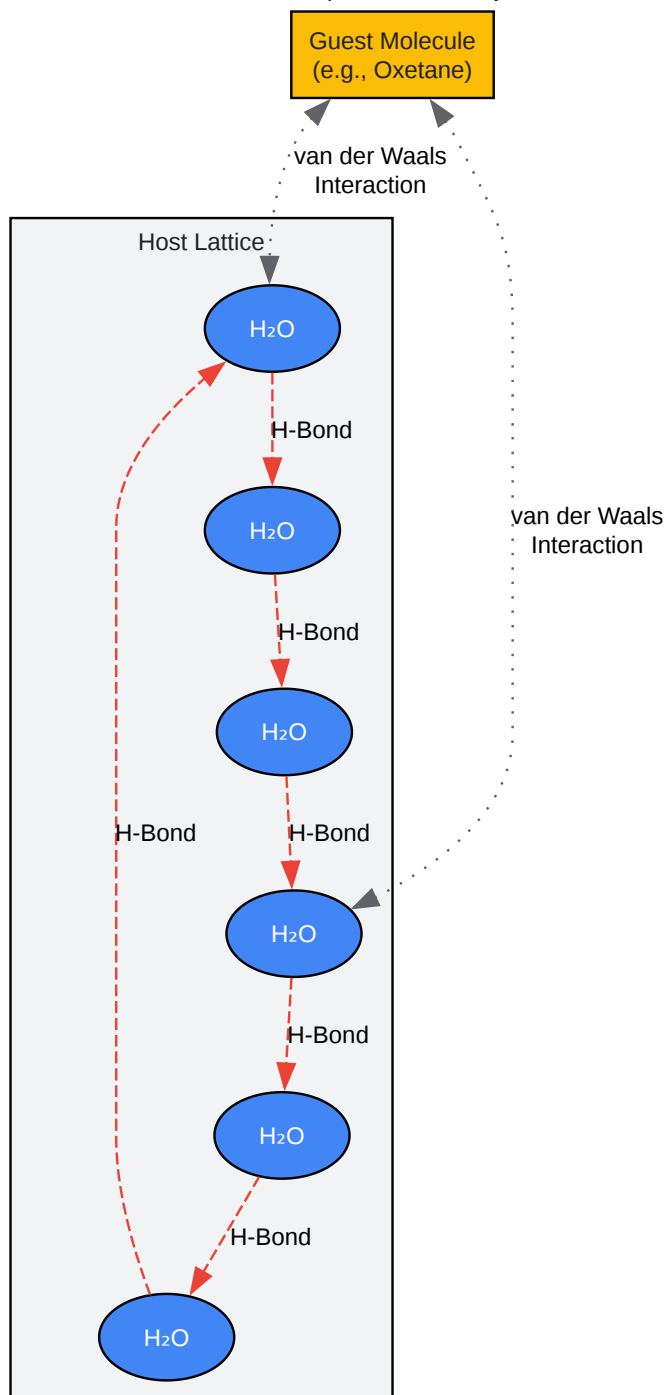 Guest Molecule
(e.g., Oxetane)
van der Waals
Interaction
Host Lattice
H₂O
H-Bond
H₂O
van der Waals
Interaction
H-Bond
H₂O
H-Bond
H-Bond
H₂O
H-Bond
H₂O
H-Bond
H₂O